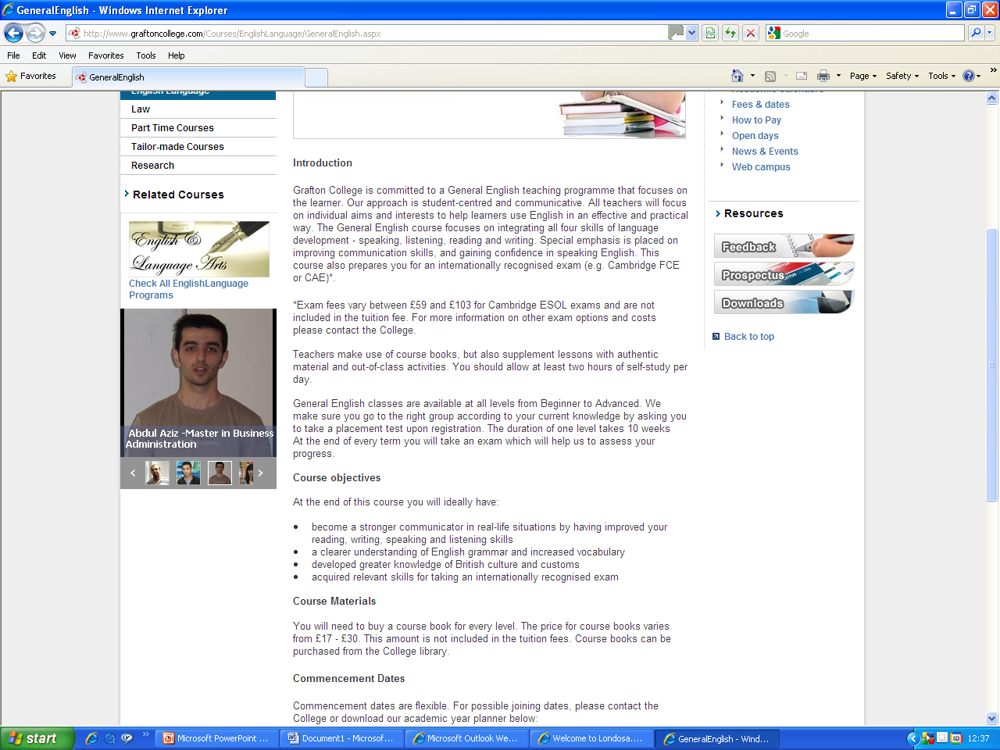 GeneralEnglish - Windows Internet Explorer
http://www.graftoncollege.com/Courses/EnglishLanguage/GeneralEnglish.aspx
Google
File Edit View Favorites Tools Help
Favorites
GeneralEnglish
Page Safety Tools
English Language
Law
Part Time Courses
Tailor-made Courses
Research
Related Courses
English &
Language Arts
Check All EnglishLanguage
Programs
Abdul Aziz -Master in Business
Administration
Introduction
Grafton College is committed to a General English teaching programme that focuses on
the learner. Our approach is student-centred and communicative. All teachers will focus
on individual aims and interests to help learners use English in an effective and practical
way. The General English course focuses on integrating all four skills of language
development - speaking, listening, reading and writing. Special emphasis is placed on
improving communication skills, and gaining confidence in speaking English. This
course also prepares you for an internationally recognised exam (e.g. Cambridge FCE
or CAE)*.
*Exam fees vary between £59 and £103 for Cambridge ESOL exams and are not
included in the tuition fee. For more information on other exam options and costs
please contact the College.
Teachers make use of course books, but also supplement lessons with authentic
material and out-of-class activities. You should allow at least two hours of self-study per
day.
General English classes are available at all levels from Beginner to Advanced. We
make sure you go to the right group according to your current knowledge by asking you
to take a placement test upon registration. The duration of one level takes 10 weeks
At the end of every term you will take an exam which will help us to assess your
progress.
Course objectives
At the end of this course you will ideally have:
• become a stronger communicator in real-life situations by having improved your
reading, writing, speaking and listening skills
• a clearer understanding of English grammar and increased vocabulary
• developed greater knowledge of British culture and customs
• acquired relevant skills for taking an internationally recognised exam
Course Materials
You will need to buy a course book for every level. The price for course books varies
from £17 - £30. This amount is not included in the tuition fees. Course books can be
purchased from the College library.
Commencement Dates
Commencement dates are flexible. For possible joining dates, please contact the
College or download our academic year planner below:
Academic Calendars
Fees & dates
How to Pay
Open days
News & Events
Web campus
Resources
Feedback
Prospectus
Downloads
Back to top
start
Microsoft PowerPoint ...
Document1 - Microsof...
Microsoft Outlook We...
Welcome to Londosa....
GeneralEnglish - Wind...
12:37